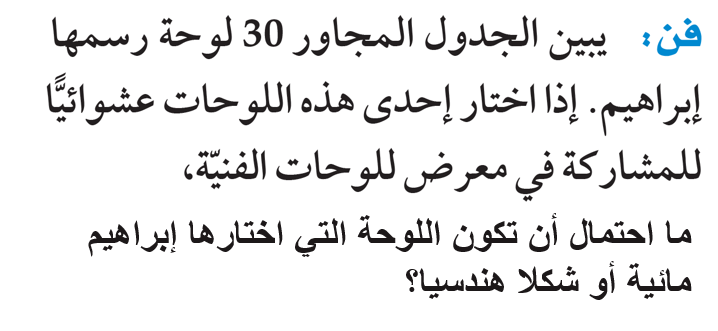 فن: يبين الجدول المجاور 30 لوحة رسمها
إبراهيم. إذا اختار إحدى هذه اللوحات عشوائيًّا
للمشاركة في معرض للوحات الفنيّة،
ما احتمال أن تكون اللوحة التي اختارها إبراهيم
مائية أو شكلا هندسيا؟